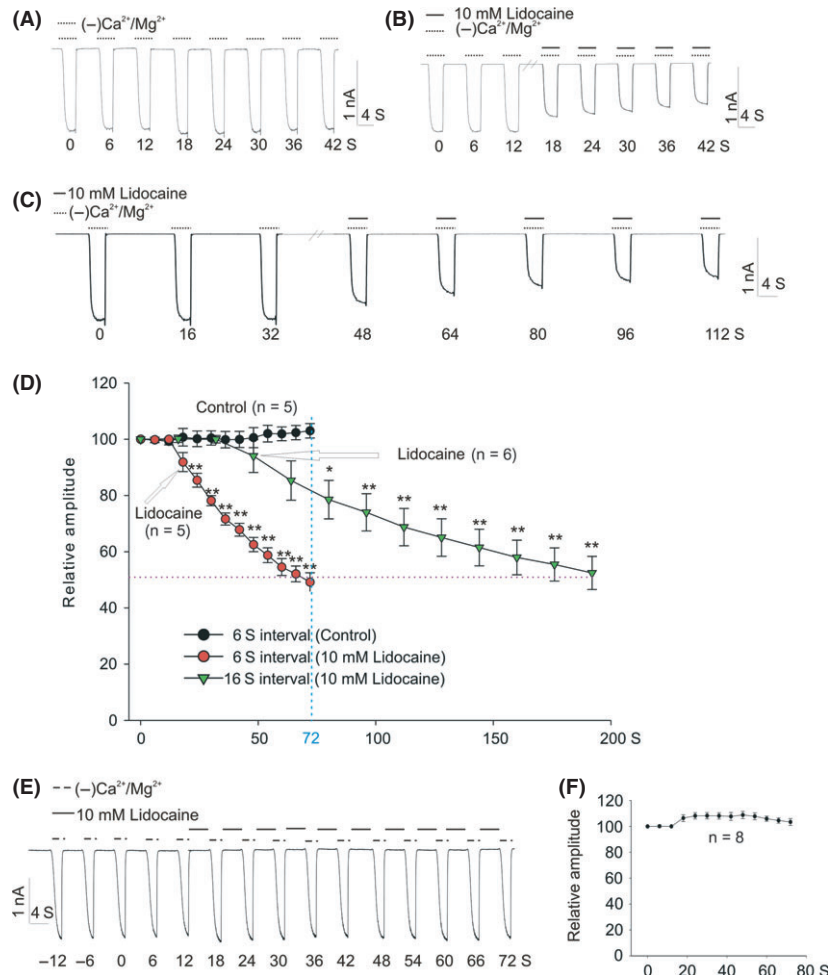 (A)
(–)Ca²⁺/Mg²⁺
1 nA
4 S
0 6 12 18 24 30 36 42 S
(B)
10 mM Lidocaine
(–)Ca²⁺/Mg²⁺
1 nA
4 S
0 6 12 18 24 30 36 42 S
(C)
10 mM Lidocaine
(–)Ca²⁺/Mg²⁺
1 nA
4 S
0 16 32 48 64 80 96 112 S
(D)
Relative amplitude
120
100
80
60
40
20
0
Control (n = 5)
Lidocaine (n = 6)
Lidocaine
(n = 5)
** ** ** ** ** ** ** ** **
* ** ** ** ** ** ** **
6 S interval (Control)
6 S interval (10 mM Lidocaine)
16 S interval (10 mM Lidocaine)
0 50 72 100 150 200 S
(E)
(–)Ca²⁺/Mg²⁺
10 mM Lidocaine
1 nA
4 S
–12 –6 0 6 12 18 24 30 36 42 48 54 60 66 72 S
(F)
Relative amplitude
120
100
80
60
40
20
0
n = 8
0 20 40 60 80 S